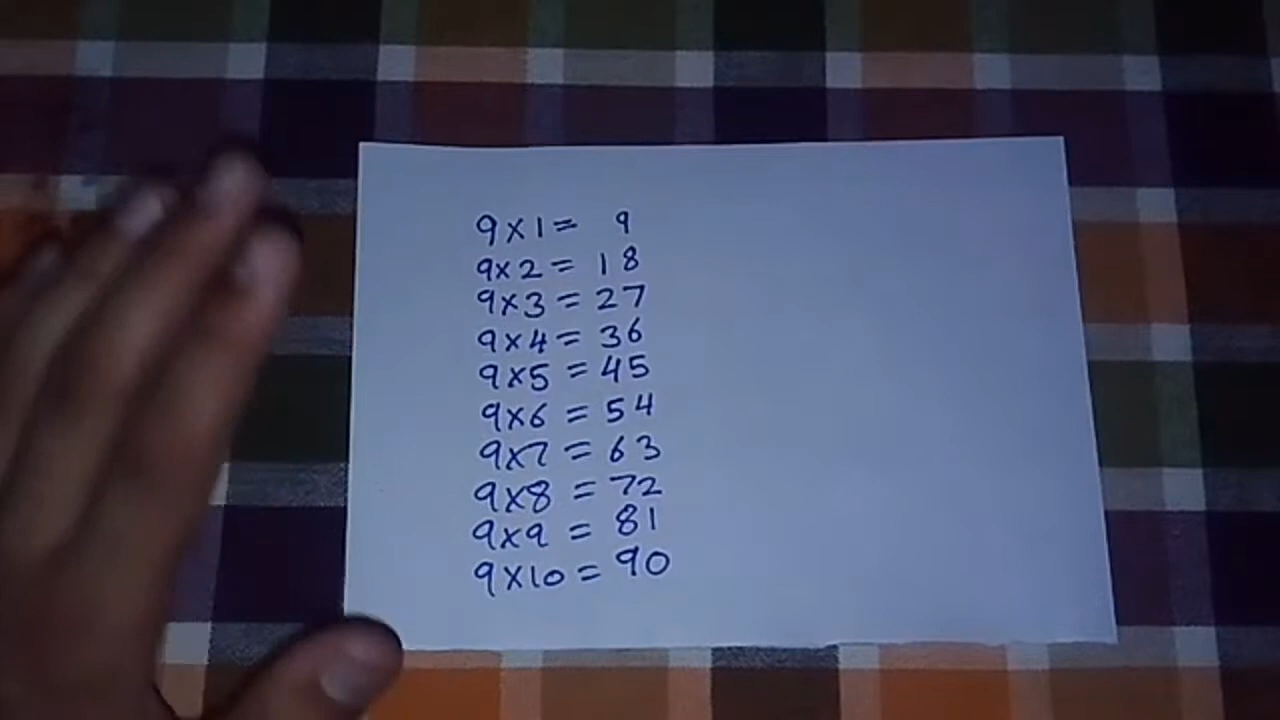 9x1= 9
9x2 = 18
9x3 = 27
9x4 = 36
9x5 = 45
9x6 = 54
9x7 = 63
9x8 = 72
9x9 = 81
9x10 = 90